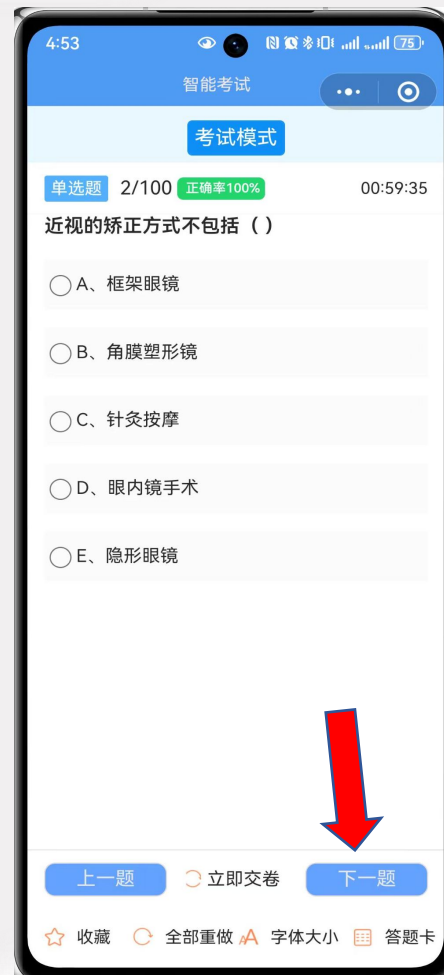 4:53 75
智能考试
考试模式
单选题 2/100 正确率100% 00:59:35
近视的矫正方式不包括（ ）
A、框架眼镜
B、角膜塑形镜
C、针灸按摩
D、眼内镜手术
E、隐形眼镜
上一题 立即交卷 下一题
收藏 全部重做 AA 字体大小 答题卡